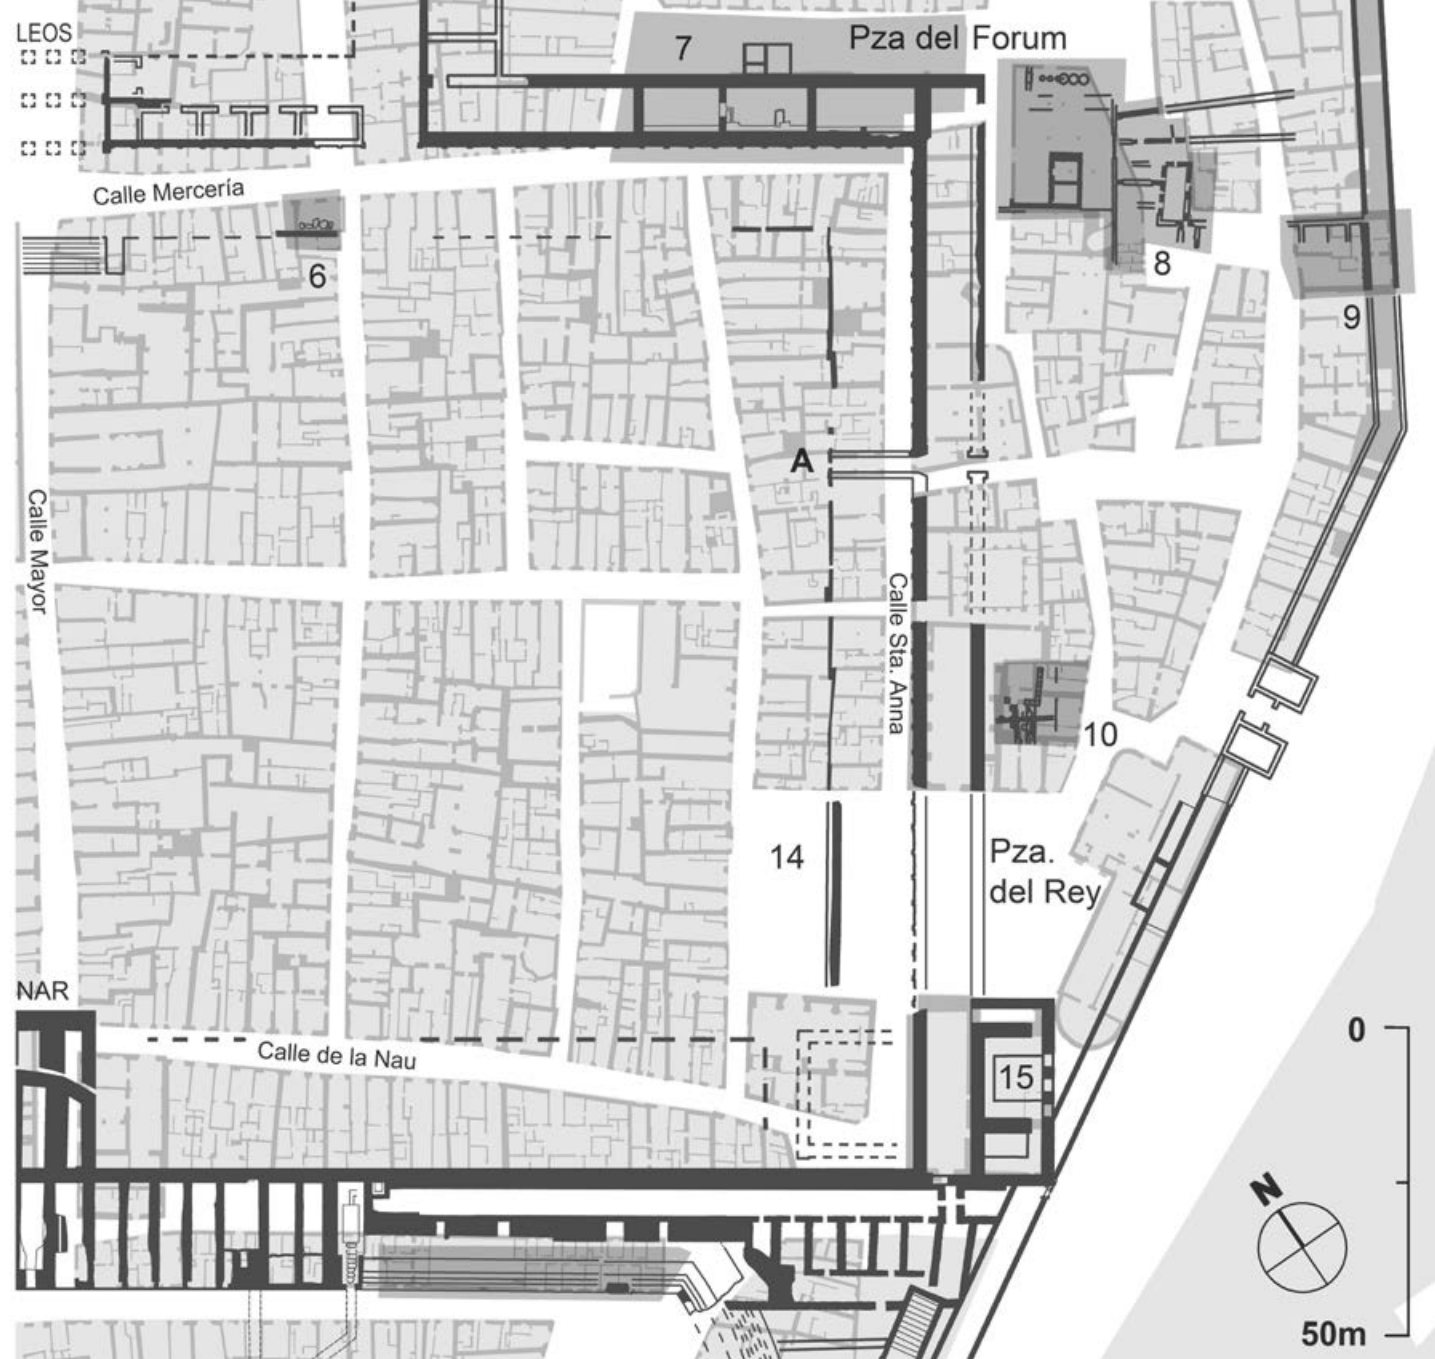 LEOS
7
Pza del Forum
Calle Mercería
6
8
9
A
Calle Mayor
Calle Sta. Anna
10
14
Pza.
del Rey
NAR
Calle de la Nau
15
0
N
50m